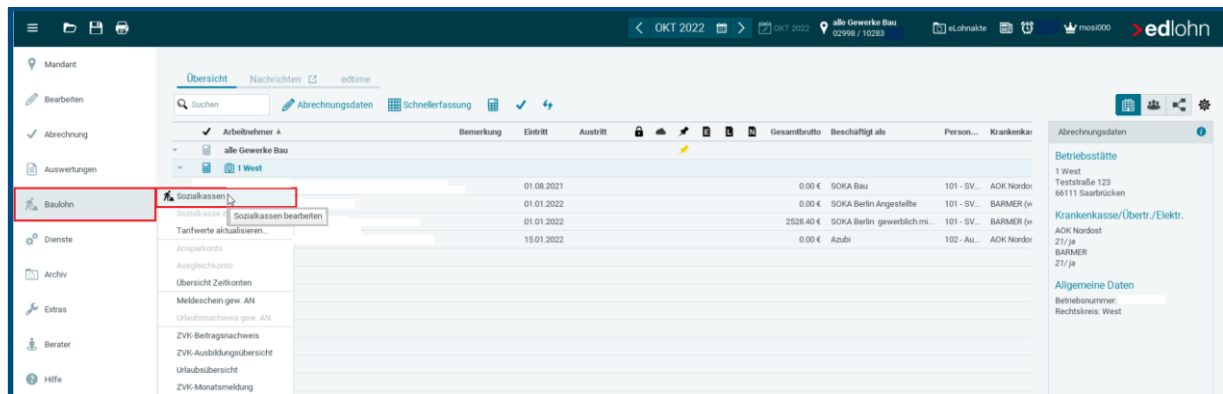 OKT 2022
OKT 2022
alle Gewerke Bau
02998 / 10283
eLohnakte
mosi000
edlohn
Mandant
Bearbeiten
Abrechnung
Auswertungen
Baulohn
Dienste
Archiv
Extras
Berater
Hilfe
Übersicht Nachrichten edtime
Suchen Abrechnungsdaten Schnellerfassung
Arbeitnehmer Bemerkung Eintritt Austritt E L N Gesamtbrutto Beschäftigt als Person... Krankenkas
alle Gewerke Bau
1 West
01.08.2021 0.00 € SOKA Bau 101 - SV... AOK Nordos
01.01.2022 0.00 € SOKA Berlin Angestellte 101 - SV... BARMER (v
01.01.2022 2528.40 € SOKA Berlin gewerblich mi... 101 - SV... BARMER (v
15.01.2022 0.00 € Azubi 102 - Au... AOK Nordos
Sozialkassen
Sozialkasse
Sozialkassen bearbeiten
Tarifwerte aktualisieren...
Ansparkonto
Ausgleichkonto
Übersicht Zeitkonten
Meldeschein gew. AN
Urlaubsnachweis gew. AN
ZVK-Beitragsnachweis
ZVK-Ausbildungsübersicht
Urlaubsübersicht
ZVK-Monatsmeldung
Abrechnungsdaten
Betriebsstätte
1 West
Teststraße 123
66111 Saarbrücken
Krankenkasse/Übertr./Elektr.
AOK Nordost
21/ ja
BARMER
21/ ja
Allgemeine Daten
Betriebsnummer:
Rechtskreis: West